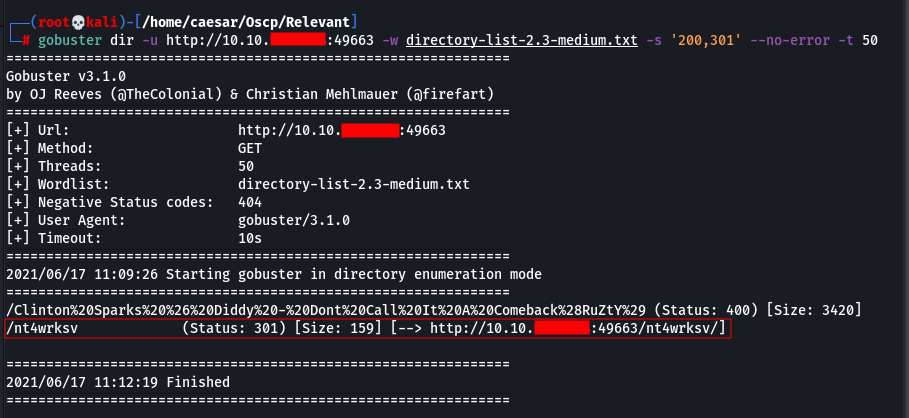 ┌──(root💀kali)-[/home/caesar/Oscp/Relevant]
└─# gobuster dir -u http://10.10. :49663 -w directory-list-2.3-medium.txt -s '200,301' --no-error -t 50
===============================================================
Gobuster v3.1.0
by OJ Reeves (@TheColonial) & Christian Mehlmauer (@firefart)
===============================================================
[+] Url: http://10.10. :49663
[+] Method: GET
[+] Threads: 50
[+] Wordlist: directory-list-2.3-medium.txt
[+] Negative Status codes: 404
[+] User Agent: gobuster/3.1.0
[+] Timeout: 10s
===============================================================
2021/06/17 11:09:26 Starting gobuster in directory enumeration mode
===============================================================
/Clinton%20Sparks%20%26%20Diddy%20-%20Dont%20Call%20It%20A%20Comeback%28RuZtY%29 (Status: 400) [Size: 3420]
/nt4wrksv (Status: 301) [Size: 159] [--> http://10.10. :49663/nt4wrksv/]
===============================================================
2021/06/17 11:12:19 Finished
===============================================================